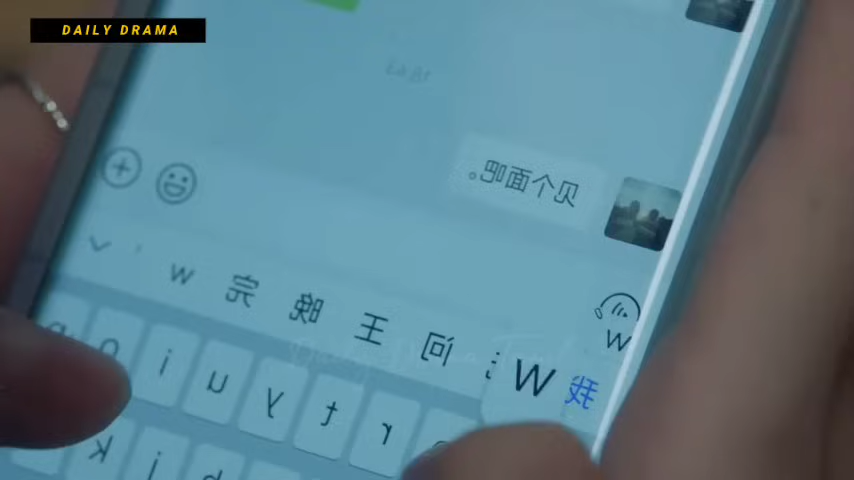 DAILY DRAMA
见个面吧。
w
我 W 问 王 晚 完 w
r t y u i o p
h j k